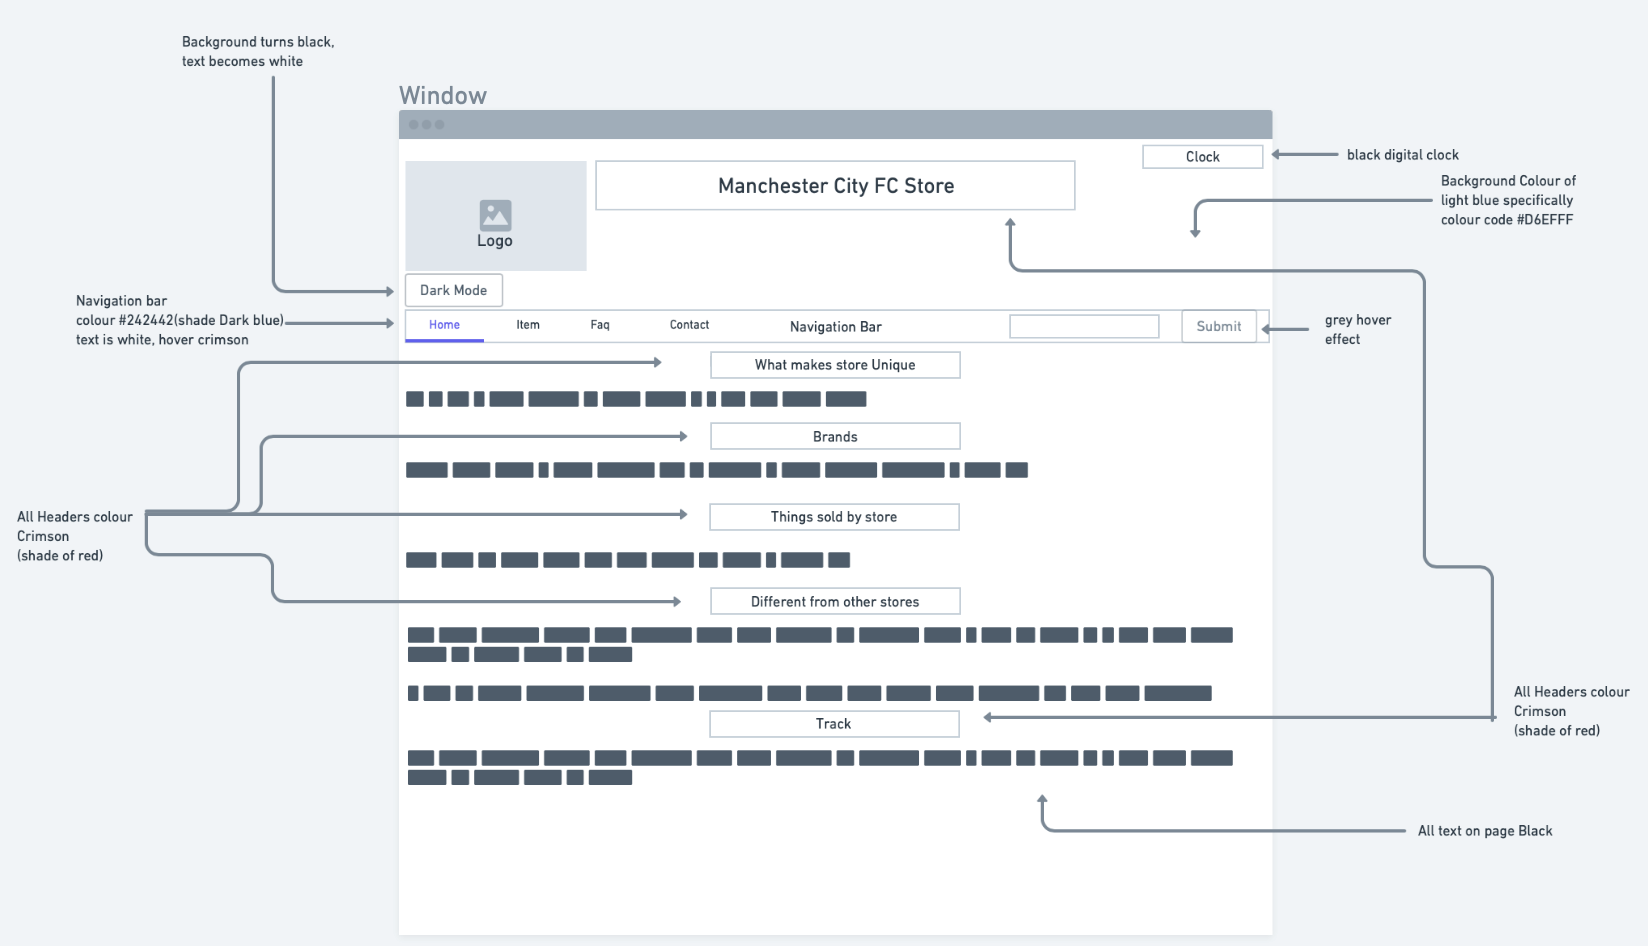 Background turns black,
text becomes white
Window
Clock
black digital clock
Manchester City FC Store
Background Colour of
light blue specifically
colour code #D6EFFF
Logo
Dark Mode
Navigation bar
colour #242442(shade Dark blue)
text is white, hover crimson
Home
Item
Faq
Contact
Navigation Bar
Submit
grey hover
effect
What makes store Unique
Brands
All Headers colour
Crimson
(shade of red)
Things sold by store
Different from other stores
All Headers colour
Crimson
(shade of red)
Track
All text on page Black